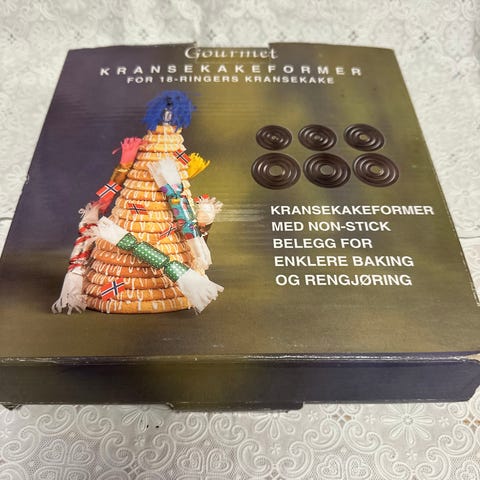 Gourmet
KRANSEKAKEFORMER
FOR 18-RINGERS KRANSEKAKE
KRANSEKAKEFORMER
MED NON-STICK
BELEGG FOR
ENKLERE BAKING
OG RENGJØRING